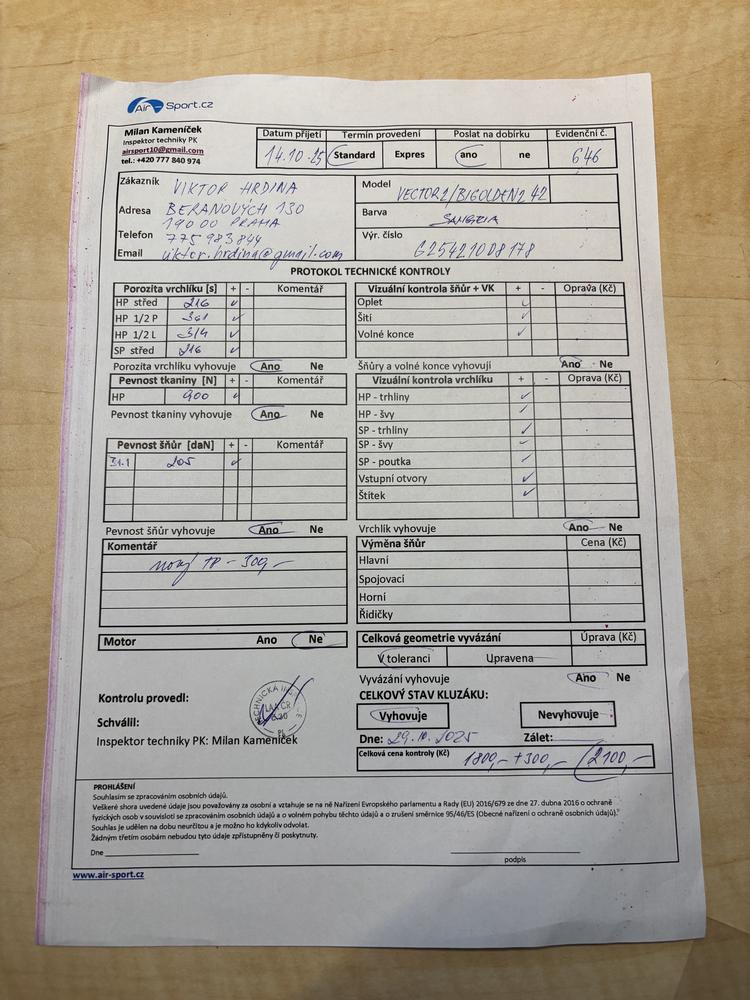 Air - Sport.cz
Milan Kameníček
Inspektor techniky PK
airsport10@gmail.com
tel.: +420 777 840 974
Datum přijetí Termín provedení Poslat na dobírku Evidenční č.
14.10.25 Standard Expres ano ne 646
Zákazník VIKTOR HRDINA
Adresa BERANOVÝCH 130
190 00 PRAHA
Telefon 775 983 844
Email viktor.hrdina@gmail.com
Model VECTOR2/BIGOLDEN2 42
Barva SANGRIA
Výr. číslo
PROTOKOL TECHNICKÉ KONTROLY
Porozita vrchlíku [s] + - Komentář
HP střed 216 ✓
HP 1/2 P 361 ✓
HP 1/2 L 314 ✓
SP střed 216 ✓
Porozita vrchlíku vyhovuje Ano Ne
Pevnost tkaniny [N] + - Komentář
HP 900 ✓
Pevnost tkaniny vyhovuje Ano Ne
Pevnost šňůr [daN] + - Komentář
205 ✓
Pevnost šňůr vyhovuje Ano Ne
Komentář
nový TP - 300,-
Motor Ano Ne
Vizuální kontrola šňůr + VK + - Oprava (Kč)
Oplet ✓
Šití ✓
Volné konce ✓
Šňůry a volné konce vyhovují Ano Ne
Vizuální kontrola vrchlíku + - Oprava (Kč)
HP - trhliny ✓
HP - švy ✓
SP - trhliny ✓
SP - švy ✓
SP - poutka ✓
Vstupní otvory ✓
Štítek ✓
Vrchlík vyhovuje Ano Ne
Výměna šňůr Cena (Kč)
Hlavní
Spojovací
Horní
Řidičky
Celková geometrie vyvázání Úprava (Kč)
V toleranci Upravena
Vyvázání vyhovuje Ano Ne
CELKOVÝ STAV KLUZÁKU:
Vyhovuje Nevyhovuje
Dne: 29.10.2025 Zálet:
Celková cena kontroly (Kč) 1800,- +300,- 2100,-
Kontrolu provedl:
Schválil:
Inspektor techniky PK: Milan Kameníček
LAA ČR
PROHLÁŠENÍ
Souhlasím se zpracováním osobních údajů.
Veškeré shora uvedené údaje jsou považovány za osobní a vztahuje se na ně Nařízení Evropského parlamentu a Rady (EU) 2016/679 ze dne 27. dubna 2016 o ochraně
fyzických osob v souvislosti se zpracováním osobních údajů a o volném pohybu těchto údajů a o zrušení směrnice 95/46/ES (Obecné nařízení o ochraně osobních údajů).
Souhlas je udělen na dobu neurčitou a je možno ho kdykoliv odvolat.
Žádným třetím osobám nebudou tyto údaje zpřístupněny či poskytnuty.
Dne
podpis
www.air-sport.cz